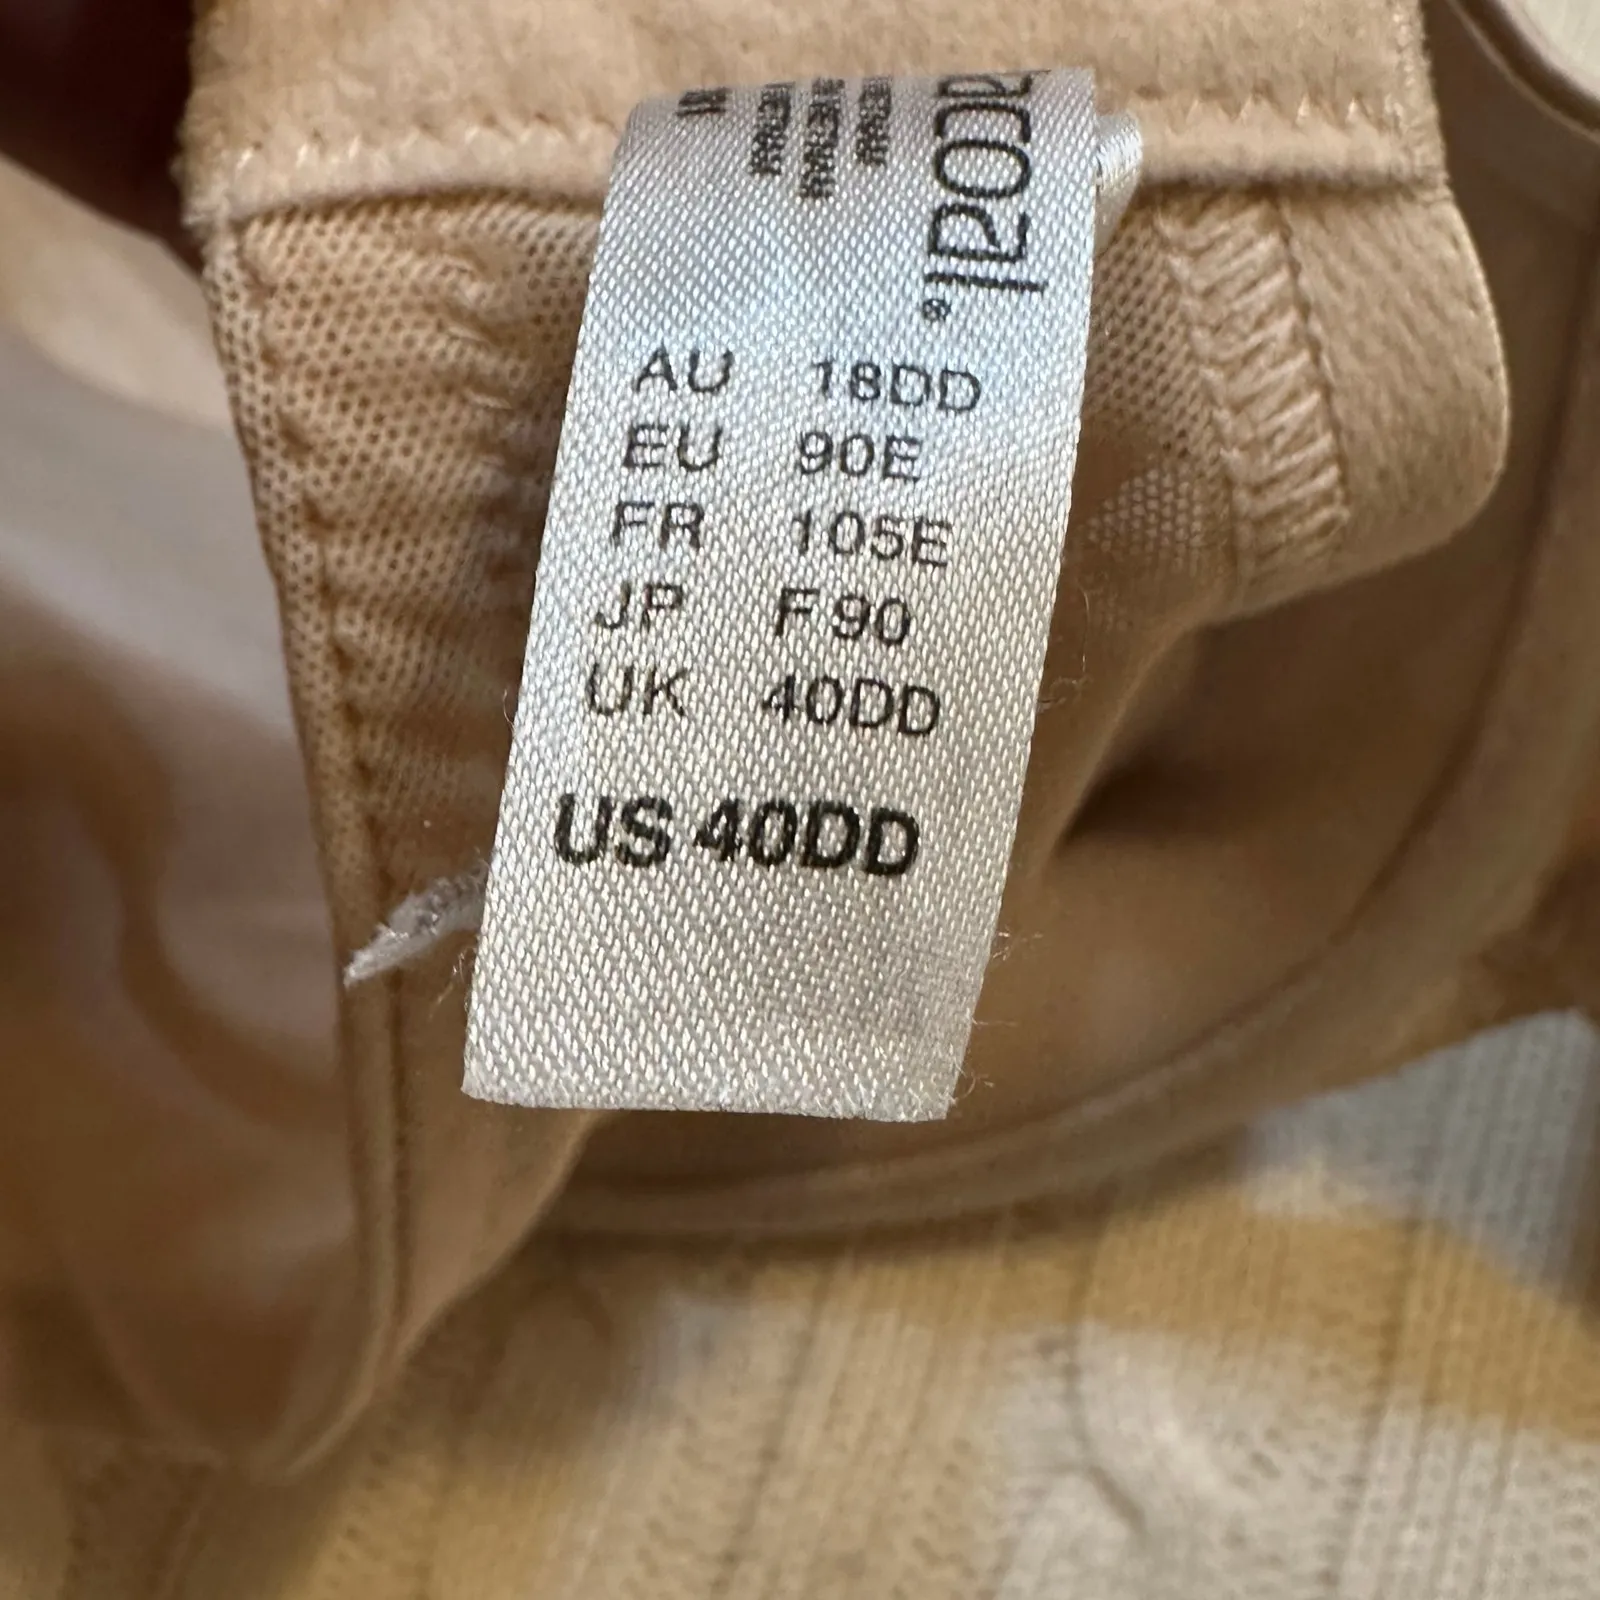 ®
AU 18DD
EU 90E
FR 105E
JP F90
UK 40DD
US 40DD